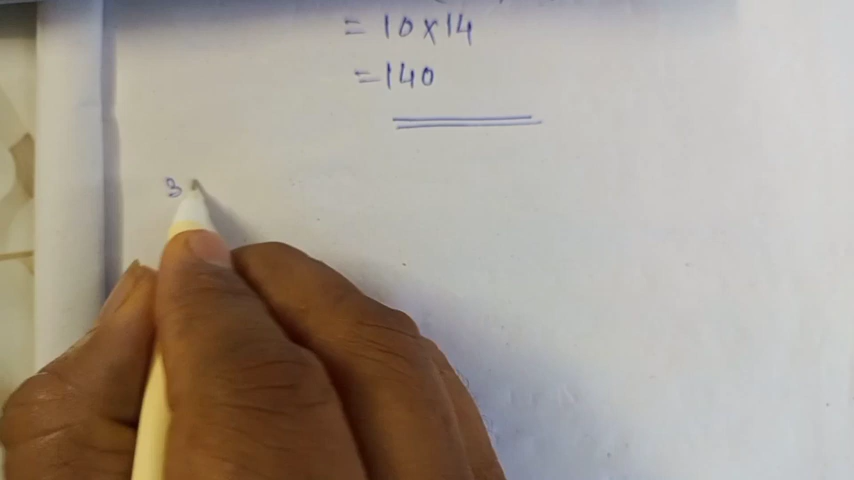 = 10 × 14
= 140
3